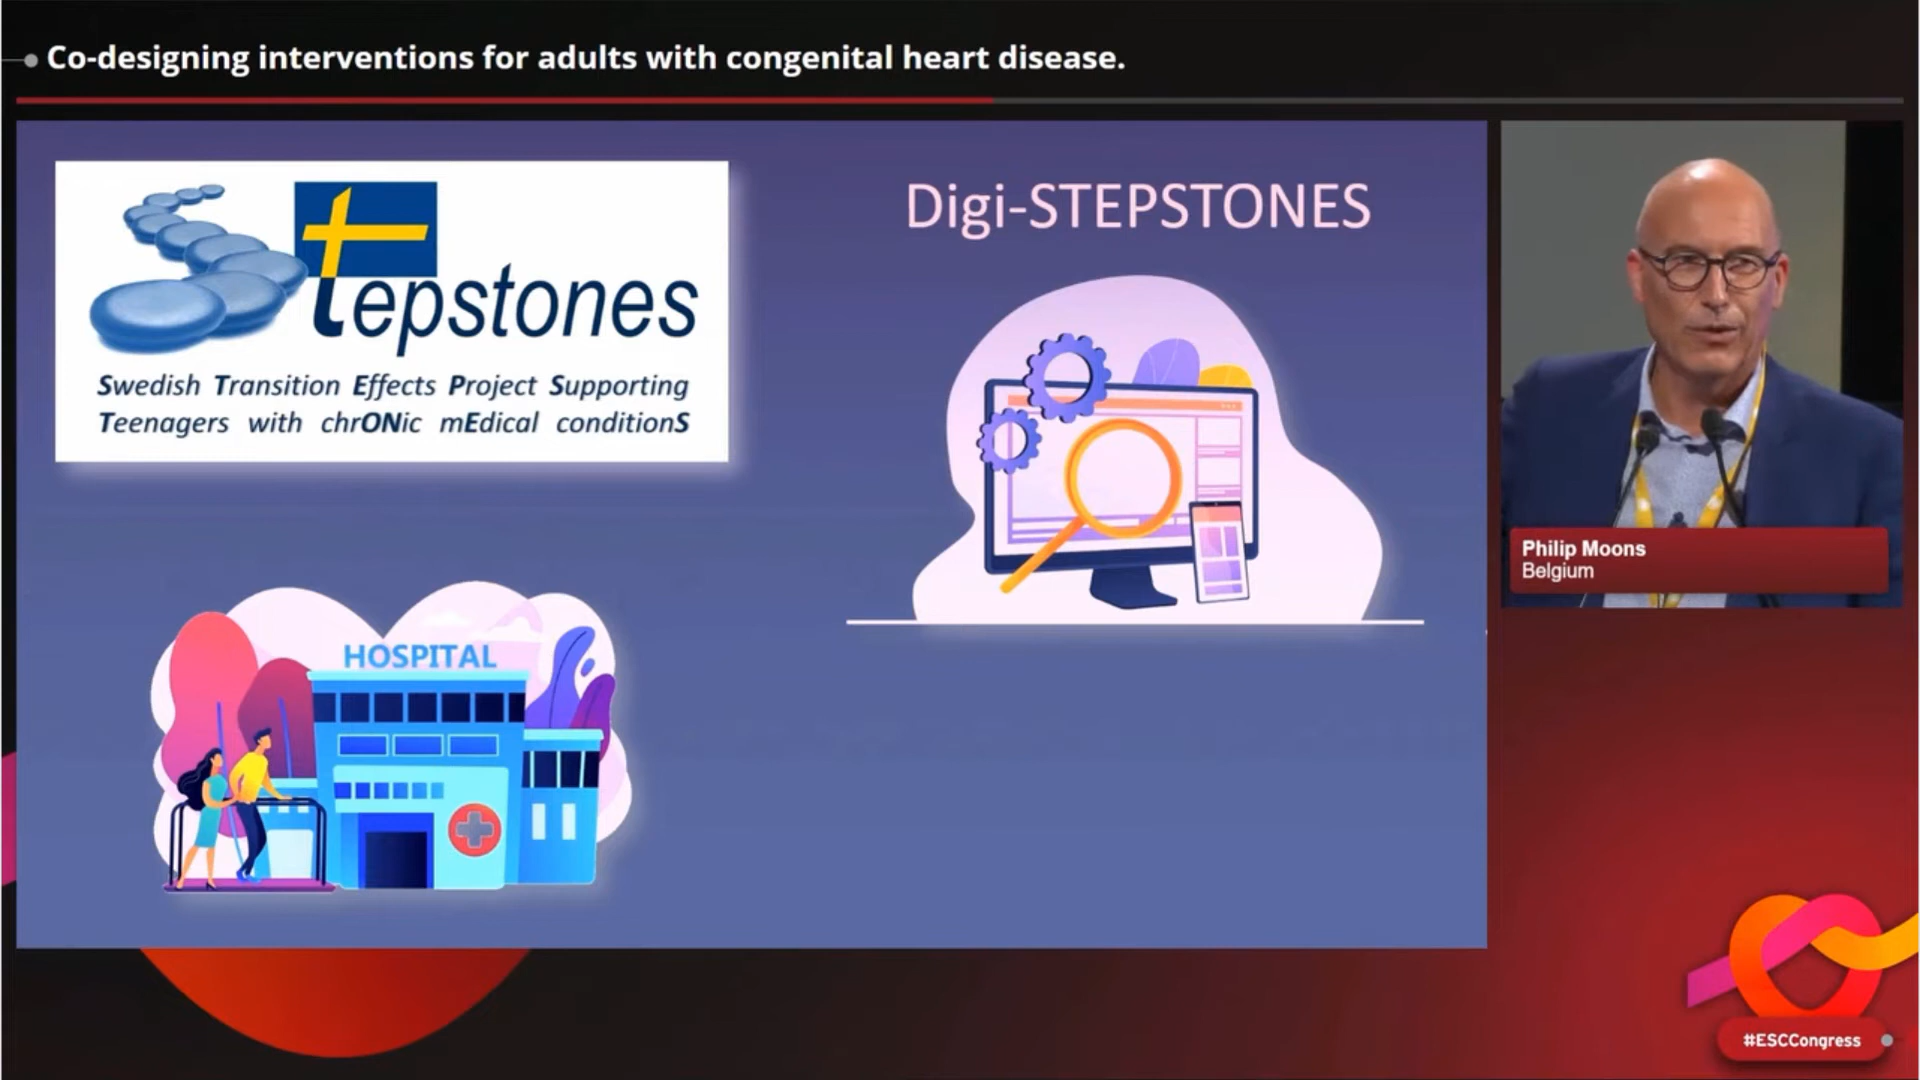 Co-designing interventions for adults with congenital heart disease.
Stepstones
Swedish Transition Effects Project Supporting
Teenagers with chrONic mEdical conditionS
Digi-STEPSTONES
HOSPITAL
Philip Moons
Belgium
#ESCCongress